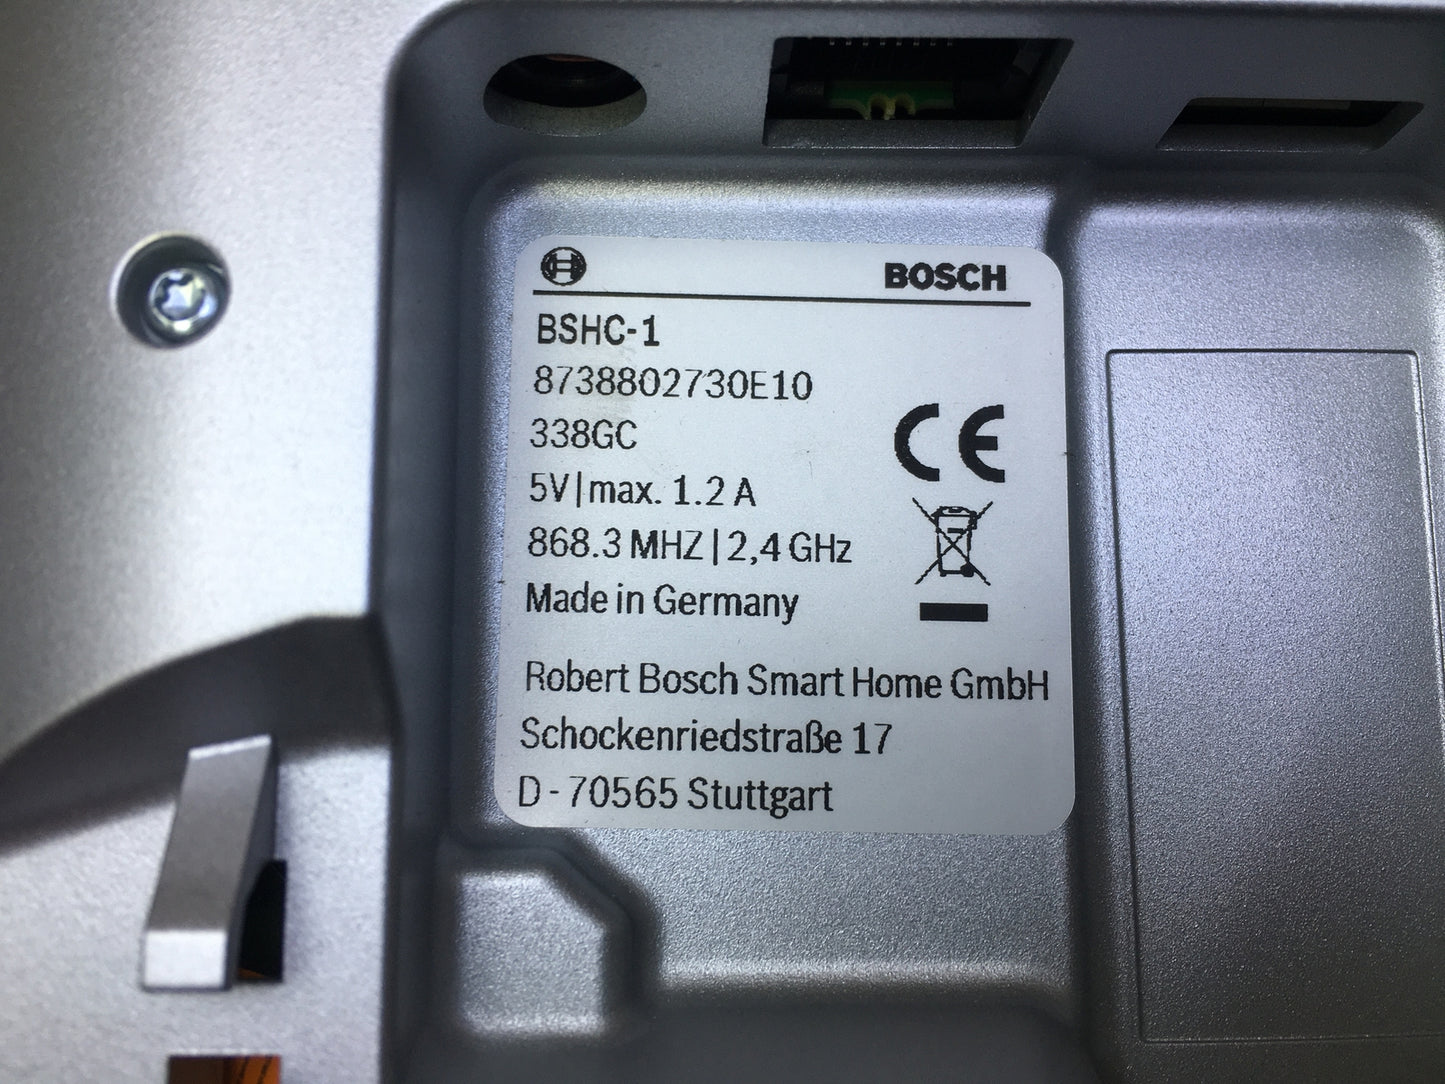 BOSCH
BSHC-1
8738802730E10
338GC
5V|max. 1.2 A
868.3 MHZ|2,4 GHz
Made in Germany
CE
Robert Bosch Smart Home GmbH
Schockenriedstraße 17
D - 70565 Stuttgart